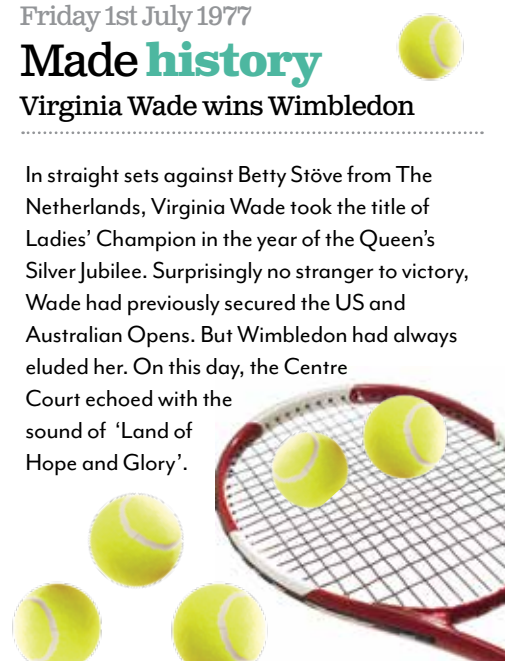 Friday 1st July 1977
Made history
Virginia Wade wins Wimbledon
In straight sets against Betty Stöve from The
Netherlands, Virginia Wade took the title of
Ladies' Champion in the year of the Queen's
Silver Jubilee. Surprisingly no stranger to victory,
Wade had previously secured the US and
Australian Opens. But Wimbledon had always
eluded her. On this day, the Centre
Court echoed with the
sound of 'Land of
Hope and Glory'.